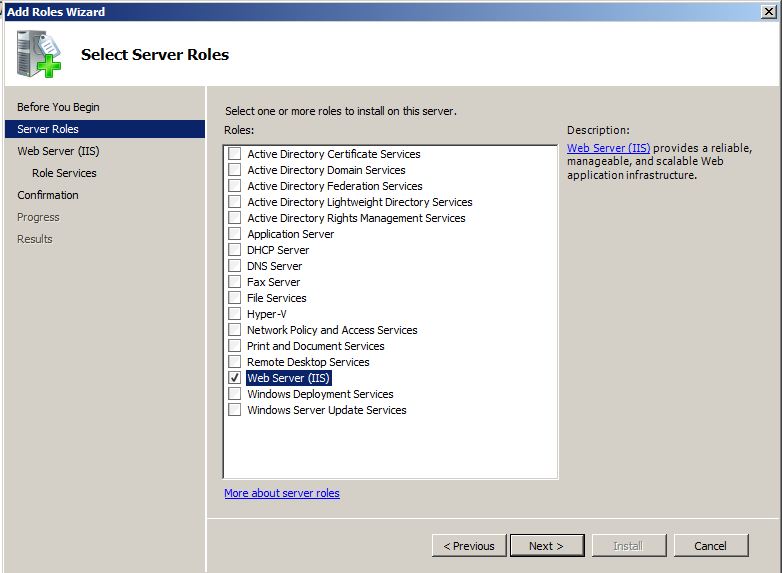 Add Roles Wizard
Select Server Roles
Before You Begin
Server Roles
Web Server (IIS)
Role Services
Confirmation
Progress
Results
Select one or more roles to install on this server.
Roles:
Active Directory Certificate Services
Active Directory Domain Services
Active Directory Federation Services
Active Directory Lightweight Directory Services
Active Directory Rights Management Services
Application Server
DHCP Server
DNS Server
Fax Server
File Services
Hyper-V
Network Policy and Access Services
Print and Document Services
Remote Desktop Services
Web Server (IIS)
Windows Deployment Services
Windows Server Update Services
More about server roles
Description:
Web Server (IIS) provides a reliable,
manageable, and scalable Web
application infrastructure.
< Previous
Next >
Install
Cancel